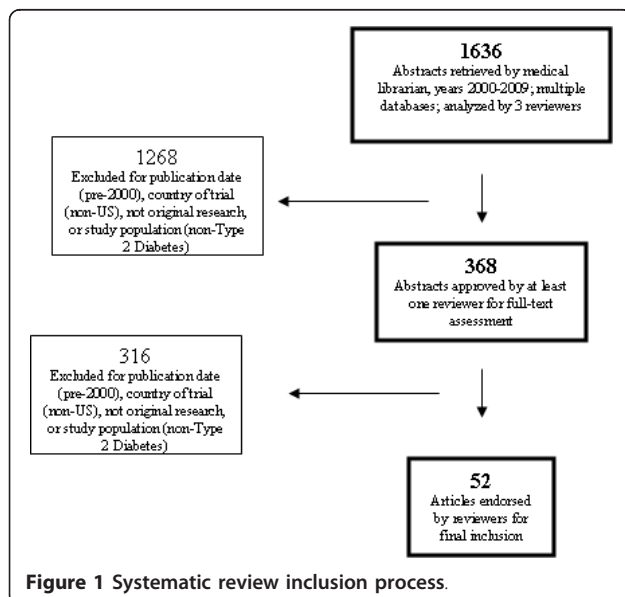 1636
Abstracts retrieved by medical
librarian, years 2000-2009; multiple
databases; analyzed by 3 reviewers
1268
Excluded for publication date
(pre-2000), country of trial
(non-US), not original research,
or study population (non-Type
2 Diabetes)
368
Abstracts approved by at least
one reviewer for full-text
assessment
316
Excluded for publication date
(pre-2000), country of trial
(non-US), not original research,
or study population (non-Type
2 Diabetes)
52
Articles endorsed
by reviewers for
final inclusion
Figure 1 Systematic review inclusion process.